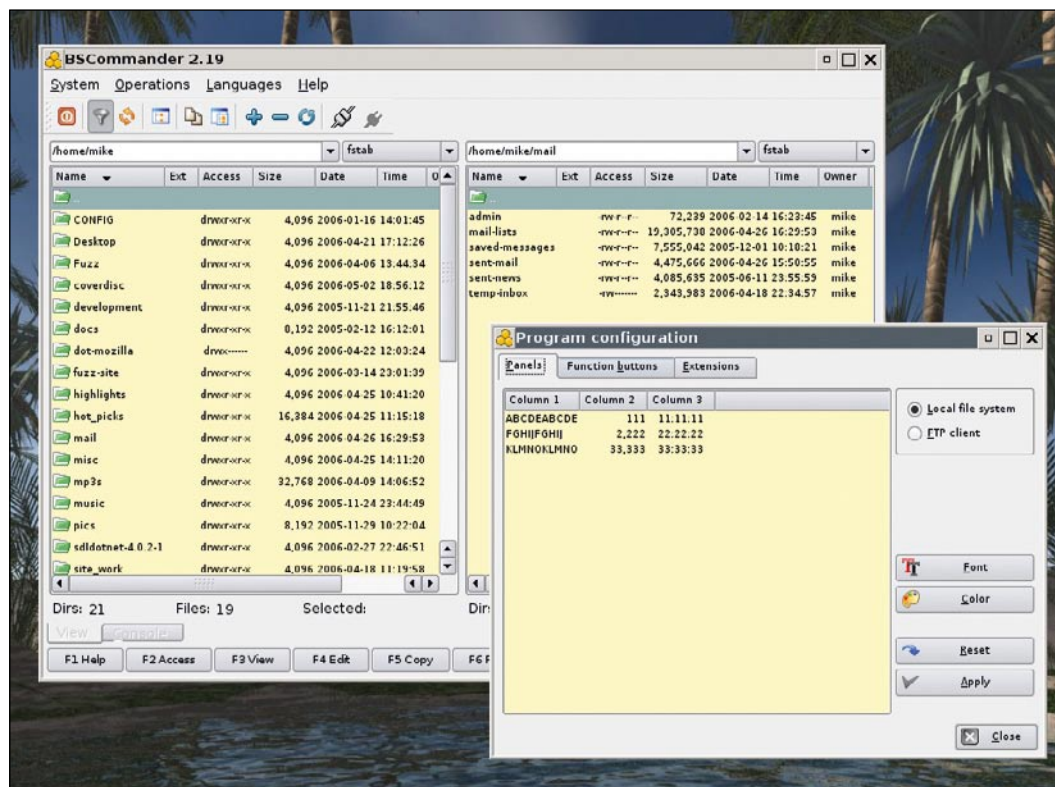 BSCommander 2.19
System Operations Languages Help
/home/mike fstab /home/mike/mail fstab
Name Ext Access Size Date Time O Name Ext Access Size Date Time Owner
..
CONFIG drwxr-xr-x 4,096 2006-01-16 14:01:45
Desktop drwxr-xr-x 4,096 2006-04-21 17:12:26
Fuzz drwxr-xr-x 4,096 2006-04-06 13:44:34
coverdisc drwxr-xr-x 4,096 2006-05-02 18:56:12
development drwxr-xr-x 4,096 2005-11-21 21:55:46
docs drwxr-xr-x 8,192 2005-02-12 16:12:01
dot-mozilla drwx------ 4,096 2006-04-22 12:03:24
fuzz-site drwxr-xr-x 4,096 2006-03-14 23:01:39
highlights drwxr-xr-x 4,096 2006-04-25 10:41:20
hot_picks drwxr-xr-x 16,384 2006-04-25 11:15:18
mail drwxr-xr-x 4,096 2006-04-26 16:29:53
misc drwxr-xr-x 4,096 2006-04-25 14:11:20
mp3s drwxr-xr-x 32,768 2006-04-09 14:06:52
music drwxr-xr-x 4,096 2005-11-24 23:44:49
pics drwxr-xr-x 8,192 2005-11-29 10:22:04
sdldotnet-4.0.2-1 drwxr-xr-x 4,096 2006-02-27 22:46:51
site_work drwxr-xr-x 4,096 2006-04-18 11:19:58
..
admin -rw-r--r-- 72,239 2006-02-14 16:23:45 mike
mail-lists -rw-r--r-- 19,305,738 2006-04-26 16:29:53 mike
saved-messages -rw-r--r-- 7,555,042 2005-12-01 10:18:21 mike
sent-mail -rw-r--r-- 4,475,666 2006-04-26 15:50:55 mike
sent-news -rw-r--r-- 4,085,635 2005-06-11 23:55:59 mike
temp-inbox -rw------- 2,343,983 2006-04-18 22:34:57 mike
Dirs: 21 Files: 19 Selected: Dir
View Console
F1 Help F2 Access F3 View F4 Edit F5 Copy F6
Program configuration
Panels Function buttons Extensions
Column 1 Column 2 Column 3
ABCDEABCDE 111 11:11:11
FGHIJFGHIJ 2,222 22:22:22
KLMNOKLMNO 33,333 33:33:33
Local file system
FTP client
Font
Color
Reset
Apply
Close